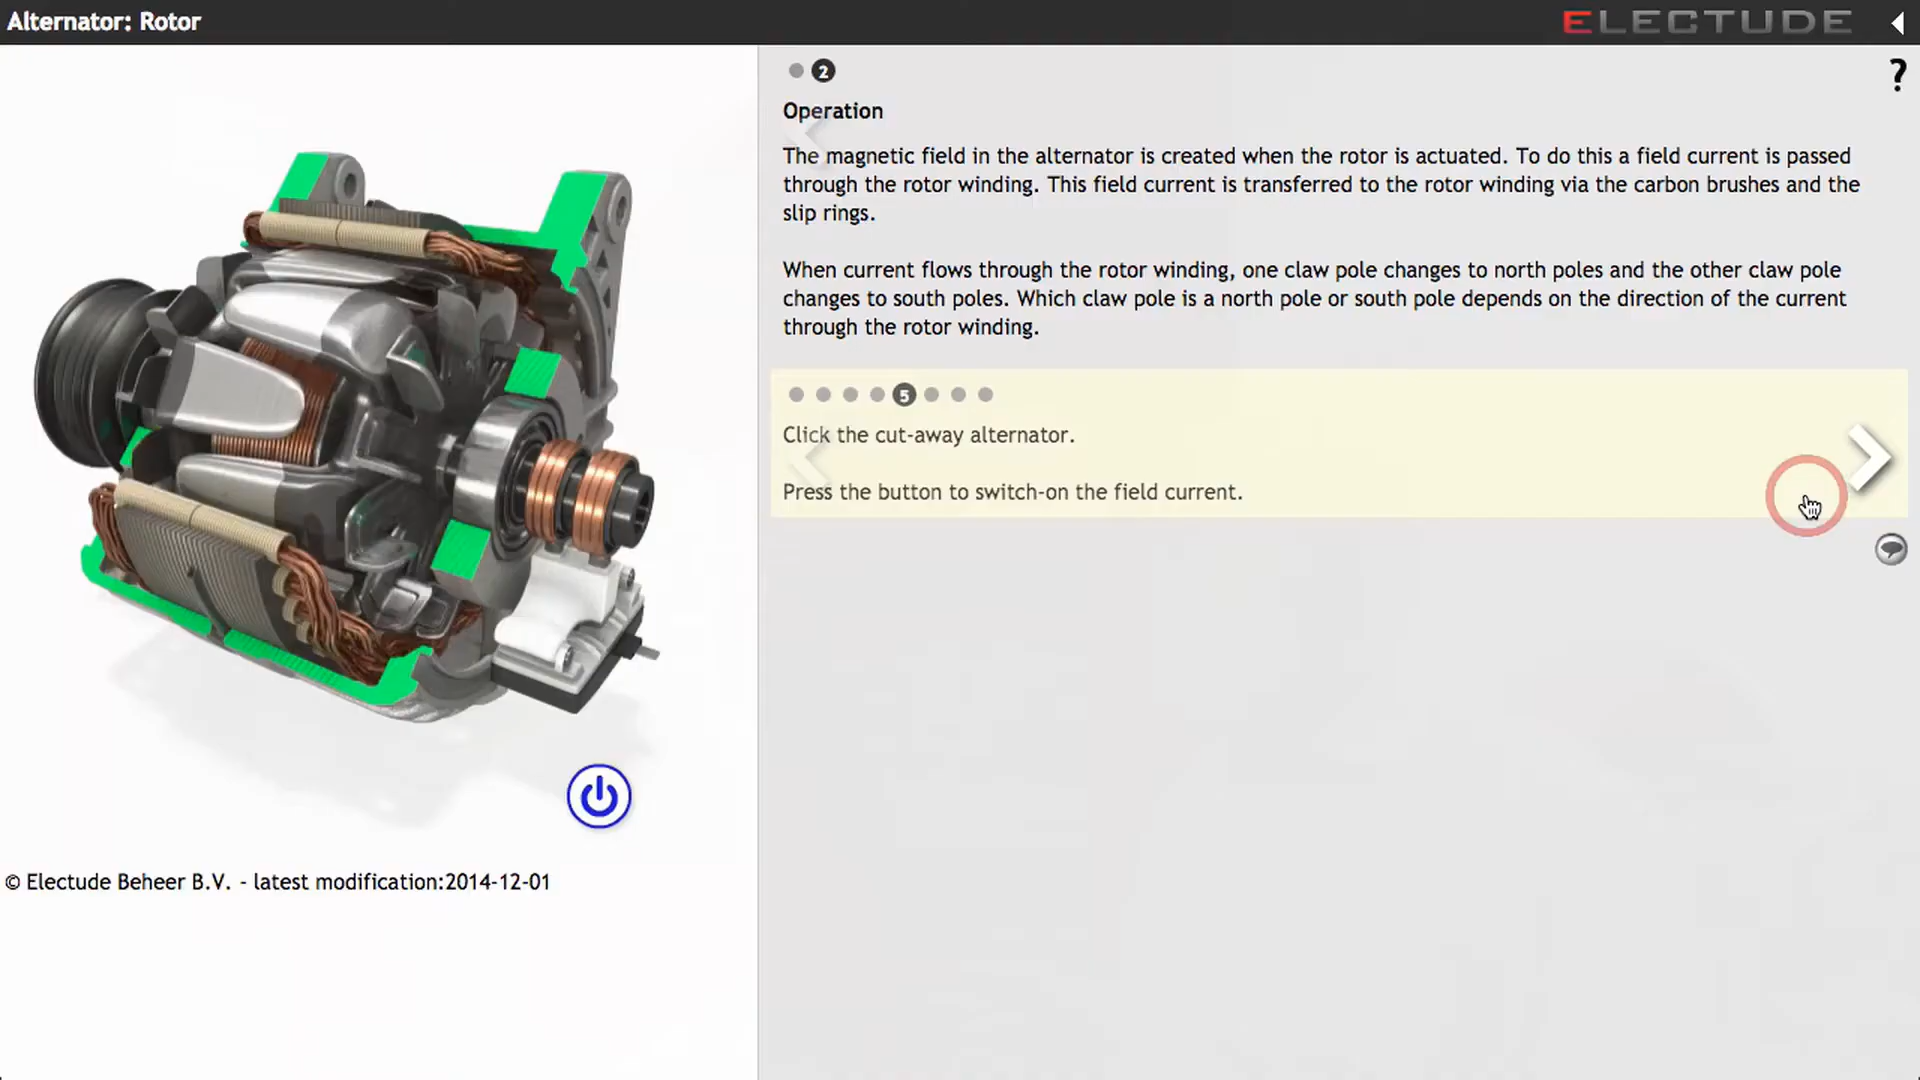 Alternator: Rotor
ELECTUDE
?
2
Operation
The magnetic field in the alternator is created when the rotor is actuated. To do this a field current is passed
through the rotor winding. This field current is transferred to the rotor winding via the carbon brushes and the
slip rings.
When current flows through the rotor winding, one claw pole changes to north poles and the other claw pole
changes to south poles. Which claw pole is a north pole or south pole depends on the direction of the current
through the rotor winding.
5
Click the cut-away alternator.
Press the button to switch-on the field current.
© Electude Beheer B.V. - latest modification:2014-12-01